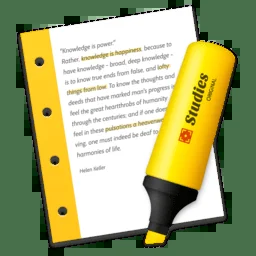 "Knowledge is power."
Rather, knowledge is happiness, because to
have knowledge - broad, deep knowledge -
is to know true ends from false, and lofty
things from low. To know the thoughts and
deeds that have marked man's progress
feel the great heartthrobs of humanity
through the centuries; and if one does
feel in these pulsations a heavenw
ving, one must indeed be deaf to
harmonies of life.
Helen Keller
Studies
ORIGINAL